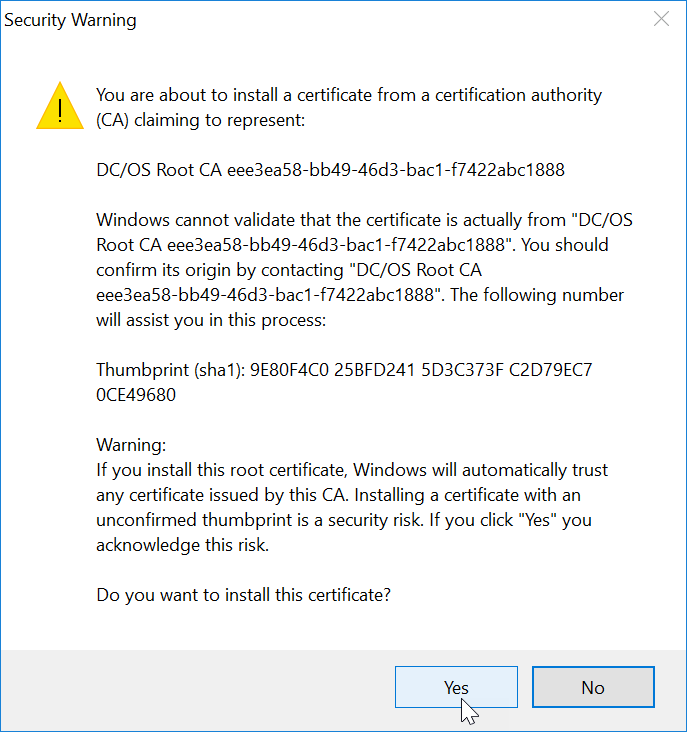 Security Warning
You are about to install a certificate from a certification authority
(CA) claiming to represent:
DC/OS Root CA eee3ea58-bb49-46d3-bac1-f7422abc1888
Windows cannot validate that the certificate is actually from "DC/OS
Root CA eee3ea58-bb49-46d3-bac1-f7422abc1888". You should
confirm its origin by contacting "DC/OS Root CA
eee3ea58-bb49-46d3-bac1-f7422abc1888". The following number
will assist you in this process:
Thumbprint (sha1): 9E80F4C0 25BFD241 5D3C373F C2D79EC7
0CE49680
Warning:
If you install this root certificate, Windows will automatically trust
any certificate issued by this CA. Installing a certificate with an
unconfirmed thumbprint is a security risk. If you click "Yes" you
acknowledge this risk.
Do you want to install this certificate?
Yes
No